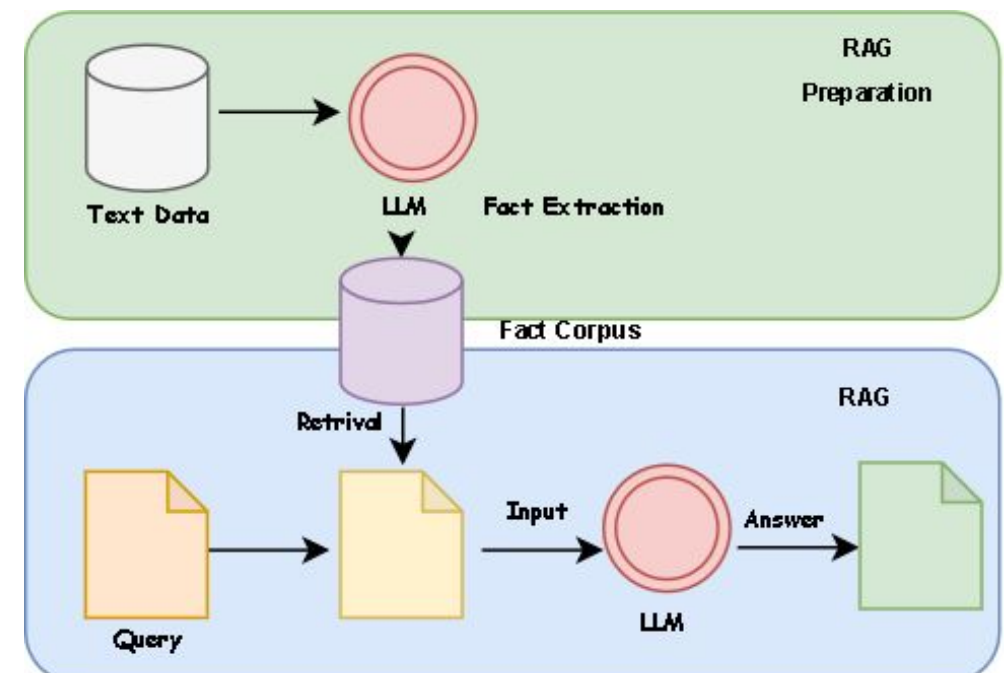 RAG
Preparation
Text Data
LLM
Fact Extraction
Fact Corpus
RAG
Retrival
Input
Answer
Query
LLM